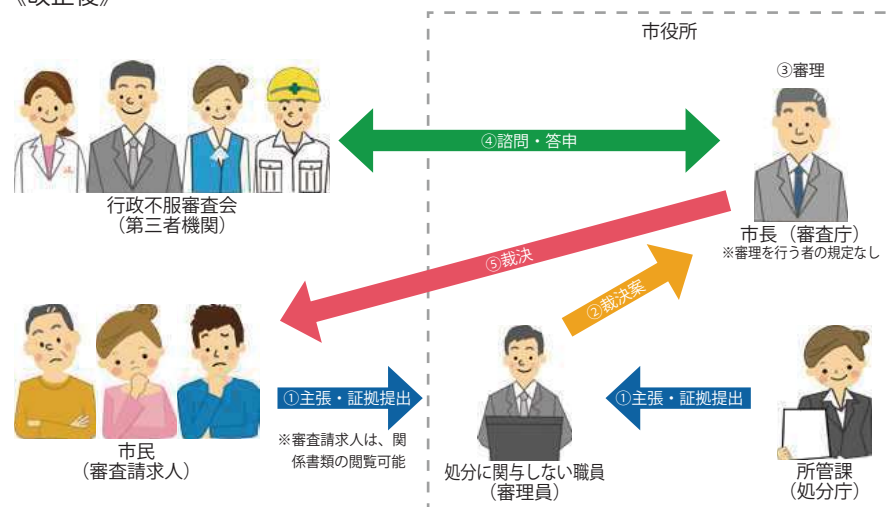 《改正後》
市役所
③審理
④諮問・答申
行政不服審査会
（第三者機関）
市長（審査庁）
※審理を行う者の規定なし
⑤裁決
②裁決案
①主張・証拠提出
①主張・証拠提出
※審査請求人は、関
係書類の閲覧可能
市民
（審査請求人）
処分に関与しない職員
（審理員）
所管課
（処分庁）